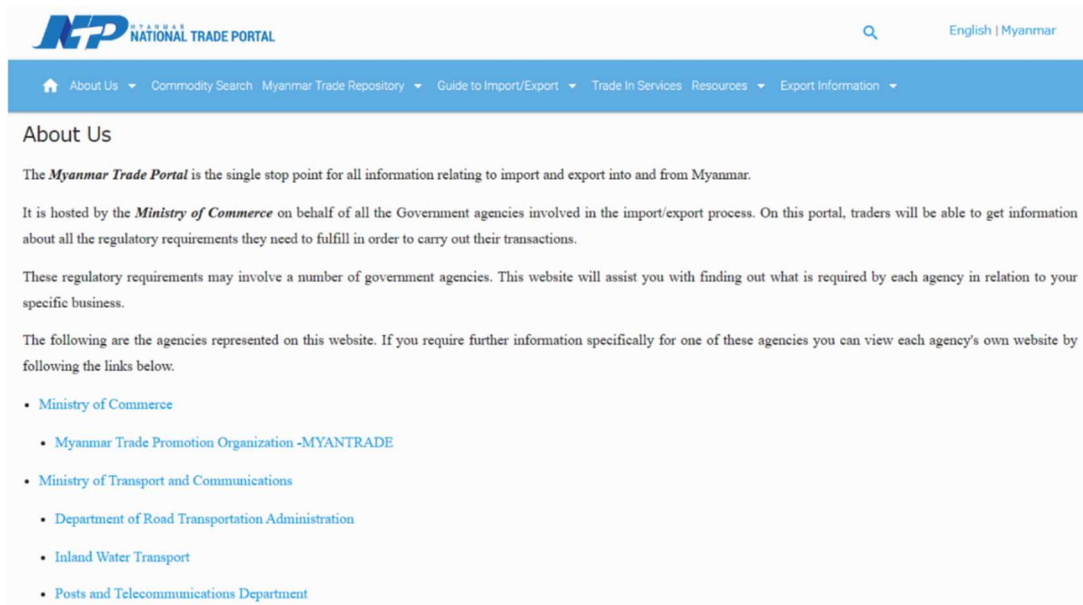 NTP MYANMAR
NATIONAL TRADE PORTAL
English | Myanmar
About Us Commodity Search Myanmar Trade Repository Guide to Import/Export Trade In Services Resources Export Information
About Us
The Myanmar Trade Portal is the single stop point for all information relating to import and export into and from Myanmar.
It is hosted by the Ministry of Commerce on behalf of all the Government agencies involved in the import/export process. On this portal, traders will be able to get information
about all the regulatory requirements they need to fulfill in order to carry out their transactions.
These regulatory requirements may involve a number of government agencies. This website will assist you with finding out what is required by each agency in relation to your
specific business.
The following are the agencies represented on this website. If you require further information specifically for one of these agencies you can view each agency's own website by
following the links below.
• Ministry of Commerce
• Myanmar Trade Promotion Organization -MYANTRADE
• Ministry of Transport and Communications
• Department of Road Transportation Administration
• Inland Water Transport
• Posts and Telecommunications Department